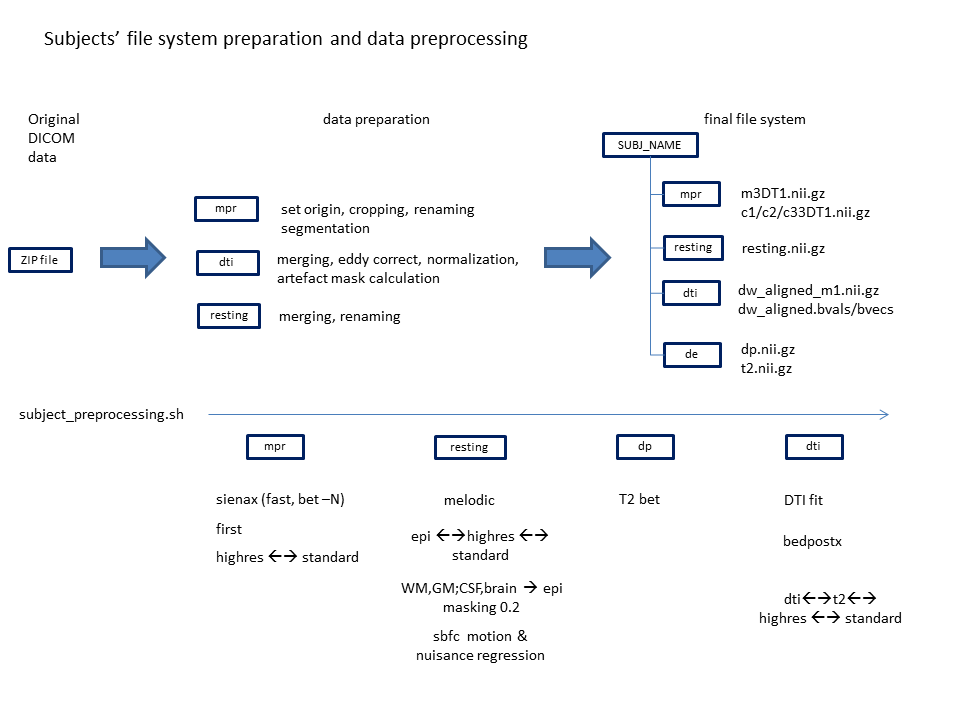 Subjects' file system preparation and data preprocessing
Original
DICOM
data
data preparation
final file system
SUBJ_NAME
ZIP file
mpr
set origin, cropping, renaming
segmentation
dti
merging, eddy correct, normalization,
artefact mask calculation
resting
merging, renaming
mpr
m3DT1.nii.gz
c1/c2/c33DT1.nii.gz
resting
resting.nii.gz
dti
dw_aligned_m1.nii.gz
dw_aligned.bvals/bvecs
de
dp.nii.gz
t2.nii.gz
subject_preprocessing.sh
mpr
sienax (fast, bet –N)
first
highres ←→ standard
resting
melodic
epi ←→highres ←→
standard
WM,GM;CSF,brain → epi
masking 0.2
sbfc motion &
nuisance regression
dp
T2 bet
dti
DTI fit
bedpostx
dti←→t2←→
highres ←→ standard